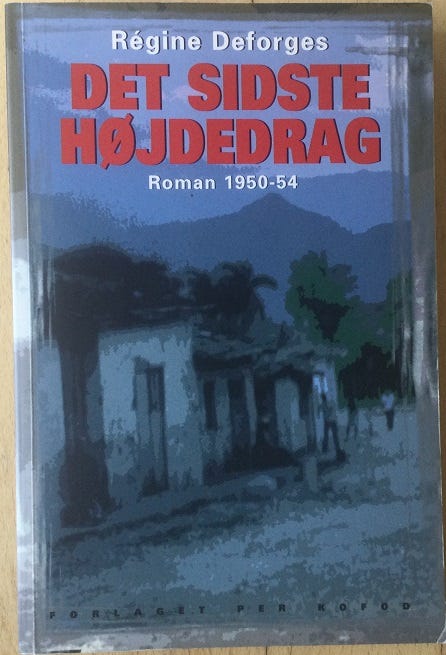 Régine Deforges
DET SIDSTE
HØJDEDRAG
Roman 1950-54
FORLAGET PER KOFOD